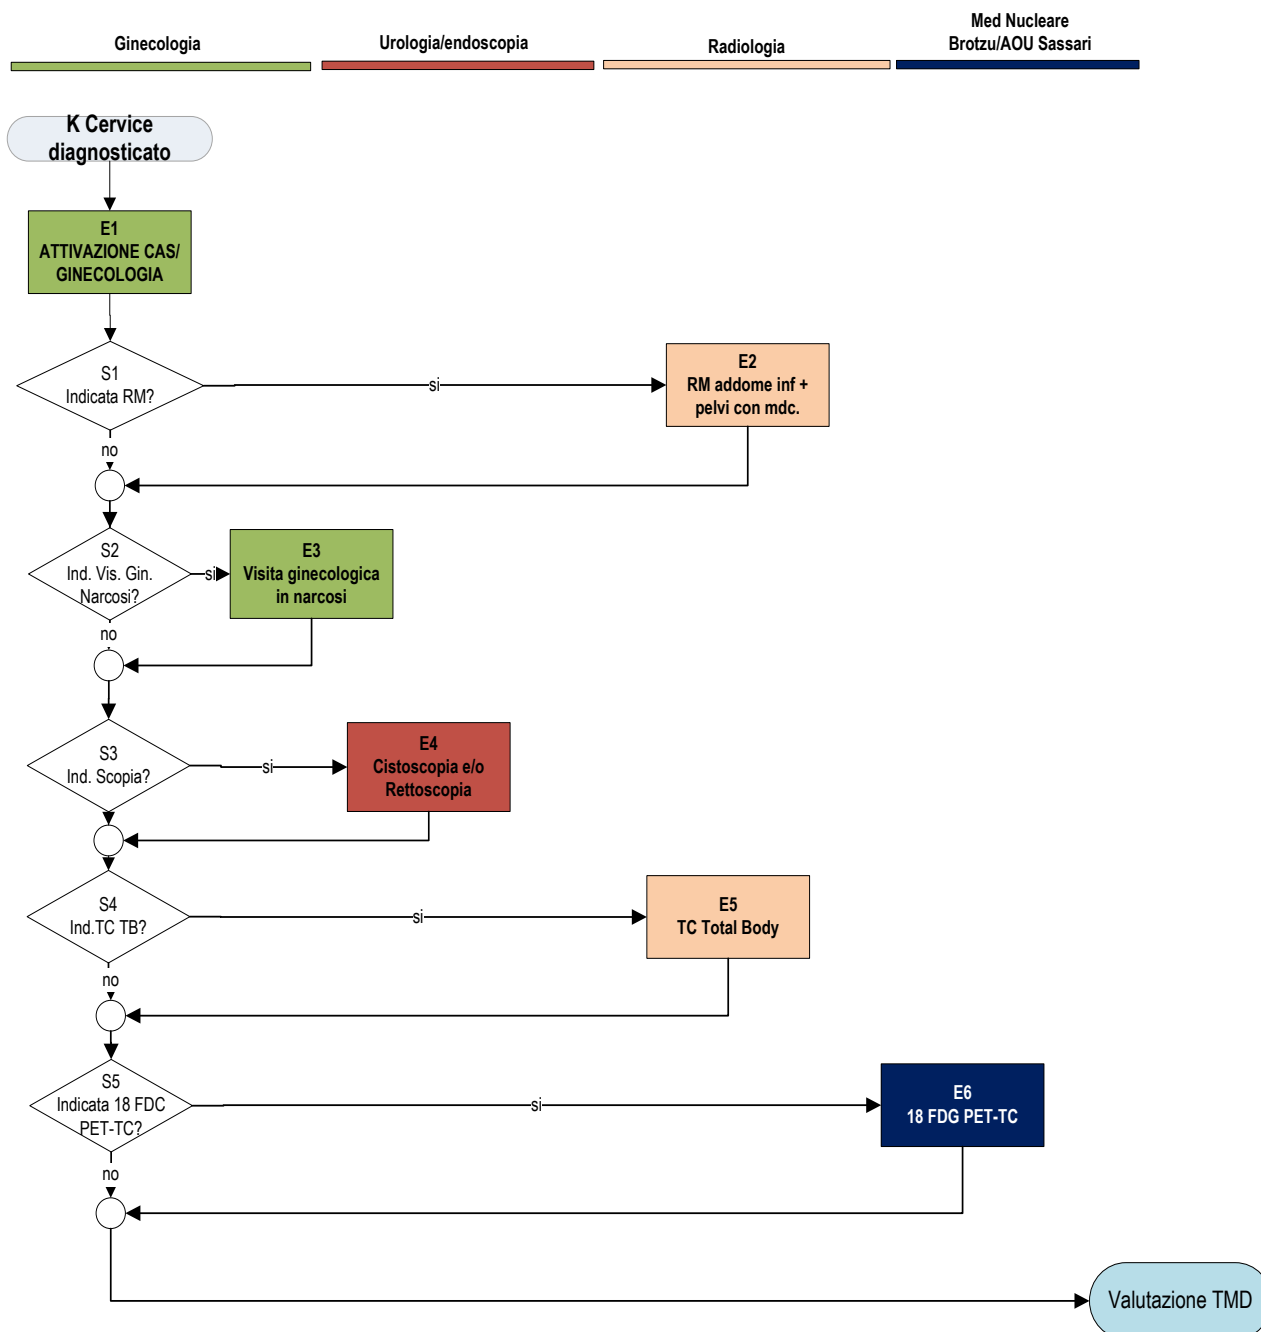 Ginecologia
Urologia/endoscopia
Radiologia
Med Nucleare
Brotzu/AOU Sassari
K Cervice
diagnosticato
E1
ATTIVAZIONE CAS/
GINECOLOGIA
S1
Indicata RM?
si
E2
RM addome inf +
pelvi con mdc.
no
S2
Ind. Vis. Gin.
Narcosi?
si
E3
Visita ginecologica
in narcosi
no
S3
Ind. Scopia?
si
E4
Cistoscopia e/o
Rettoscopia
S4
Ind.TC TB?
si
E5
TC Total Body
no
S5
Indicata 18 FDC
PET-TC?
si
E6
18 FDG PET-TC
no
Valutazione TMD